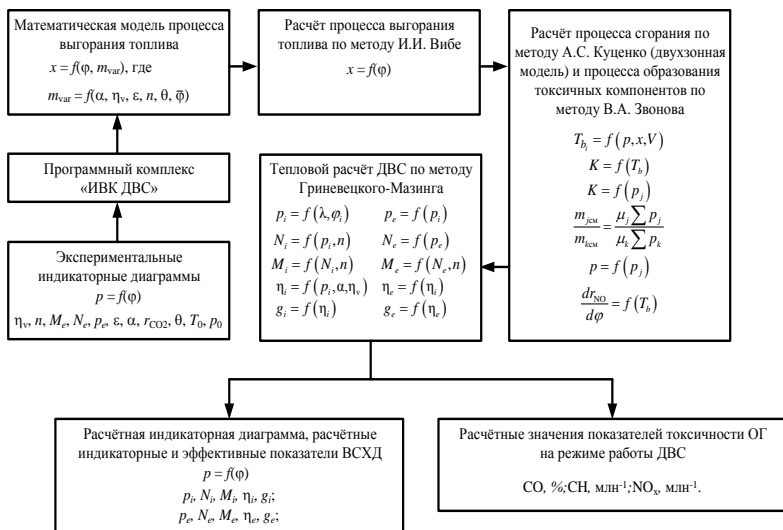 Математическая модель процесса
выгорания топлива
x = f(φ, m_var), где
m_var = f(α, η_v, ε, n, θ, φ̅)
Расчёт процесса выгорания
топлива по методу И.И. Вибе
x = f(φ)
Расчёт процесса сгорания по
методу А.С. Куценко (двухзонная
модель) и процесса образования
токсичных компонентов по
методу В.А. Звонова
T_{b_i} = f(p, x, V)
K = f(T_b)
K = f(p_j)
m_{jсм}/m_{kсм} = μ_j ∑ p_j / μ_k ∑ p_k
p = f(p_j)
dr_NO/dφ = f(T_b)
Программный комплекс
«ИВК ДВС»
Экспериментальные
индикаторные диаграммы
p = f(φ)
η_v, n, M_e, N_e, p_e, ε, α, r_CO2, θ, T_0, p_0
Тепловой расчёт ДВС по методу
Гриневецкого-Мазинга
p_i = f(λ, φ_i) p_e = f(p_i)
N_i = f(p_i, n) N_e = f(p_e)
M_i = f(N_i, n) M_e = f(N_e, n)
η_i = f(p_i, α, η_v) η_e = f(η_i)
g_i = f(η_i) g_e = f(η_e)
Расчётная индикаторная диаграмма, расчётные
индикаторные и эффективные показатели ВСХД
p = f(φ)
p_i, N_i, M_i, η_i, g_i;
p_e, N_e, M_e, η_e, g_e;
Расчётные значения показателей токсичности ОГ
на режиме работы ДВС
CO, %;CH, млн⁻¹;NO_x, млн⁻¹.